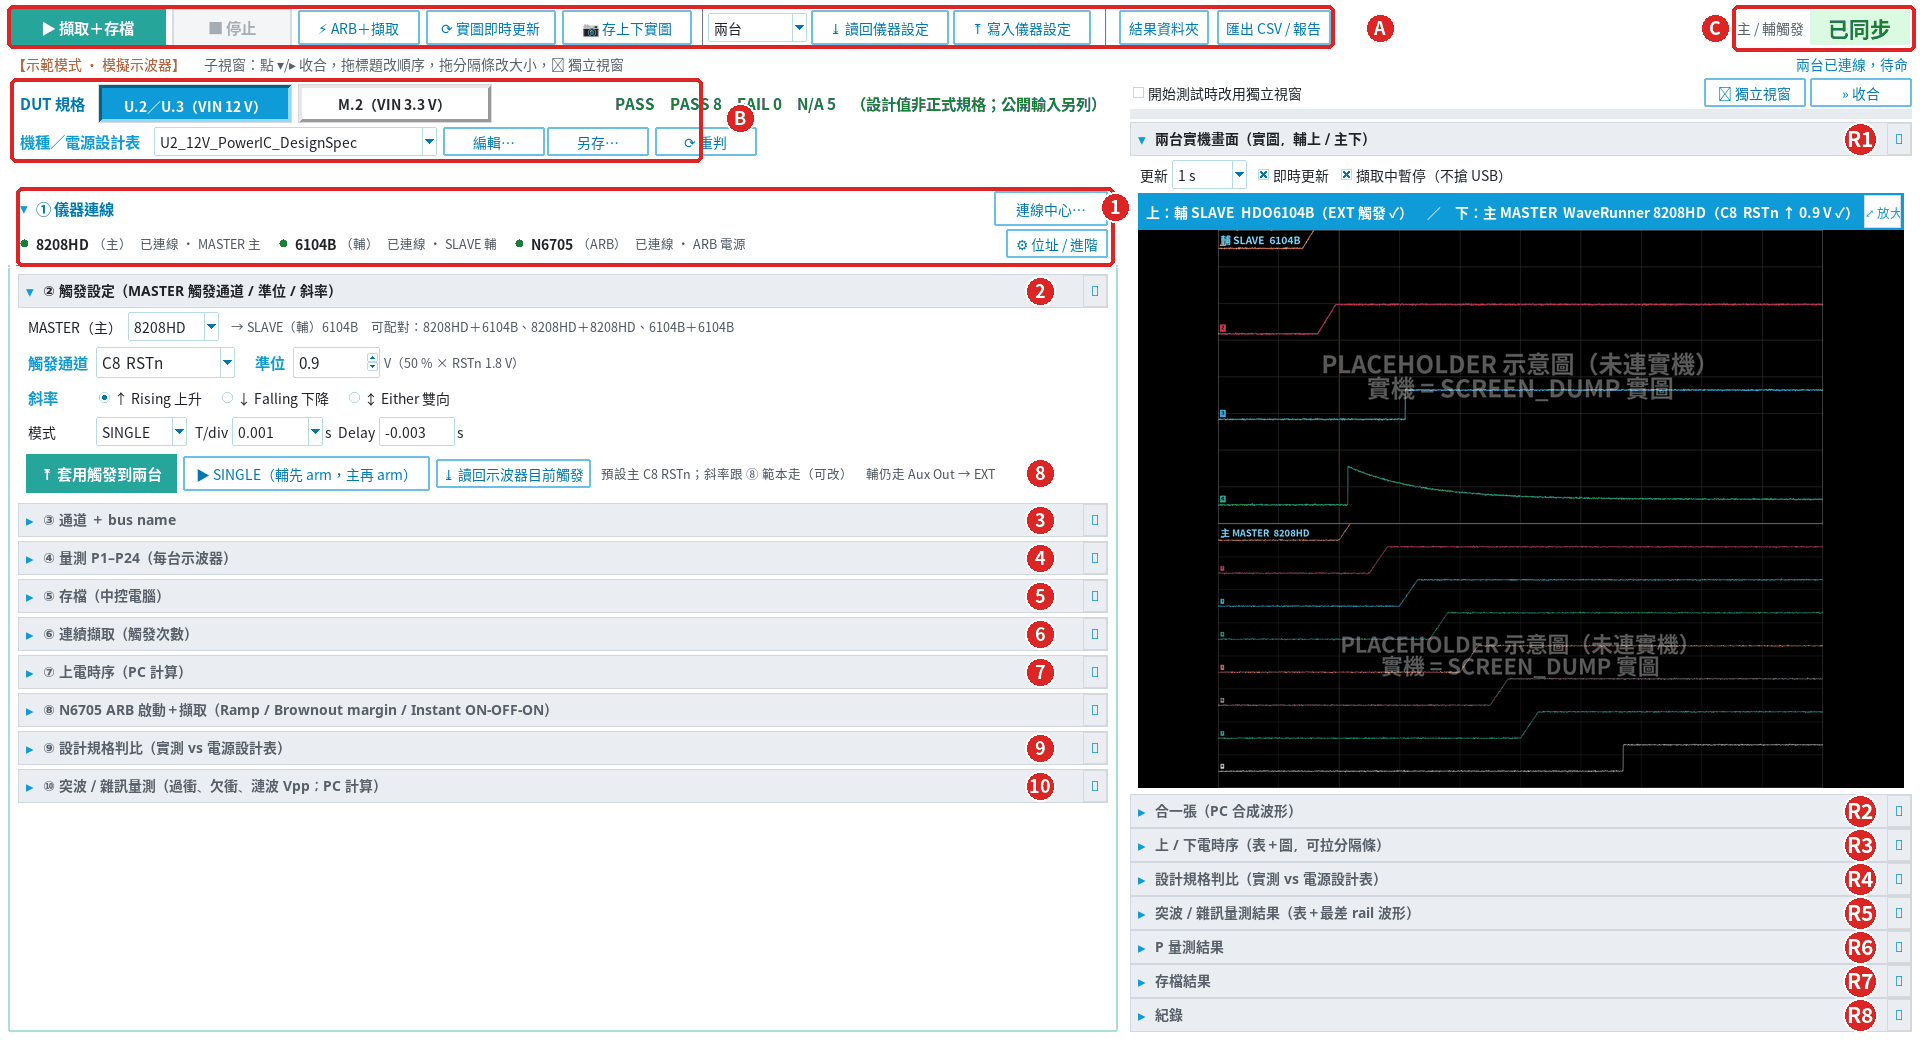 ▶ 擷取＋存檔 ■ 停止 ⚡ ARB＋擷取 ⟳ 實圖即時更新 📷 存上下實圖 兩台 ⤓ 讀回儀器設定 ⤒ 寫入儀器設定 結果資料夾 匯出 CSV / 報告 A C 主 / 輔觸發 已同步
【示範模式 · 模擬示波器】 子視窗：點 ▾/▸ 收合，拖標題改順序，拖分隔條改大小，獨立視窗 兩台已連線，待命
DUT 規格 U.2／U.3（VIN 12 V） M.2（VIN 3.3 V） PASS PASS 8 FAIL 0 N/A 5 （設計值非正式規格；公開輸入另列）
B
機種／電源設計表 U2_12V_PowerIC_DesignSpec 編輯⋯ 另存⋯ ⟳ 重判
▼ ① 儀器連線 連線中心⋯ 1
8208HD （主） 已連線 · MASTER 主 6104B （輔） 已連線 · SLAVE 輔 N6705 （ARB） 已連線 · ARB 電源 ⚙ 位址 / 進階
▼ ② 觸發設定（MASTER 觸發通道 / 準位 / 斜率） 2
MASTER（主） 8208HD → SLAVE（輔）6104B 可配對：8208HD＋6104B、8208HD＋8208HD、6104B＋6104B
觸發通道 C8 RSTn 準位 0.9 V（50 % × RSTn 1.8 V）
斜率 ↑ Rising 上升 ↓ Falling 下降 ↕ Either 雙向
模式 SINGLE T/div 0.001 s Delay -0.003 s
⤒ 套用觸發到兩台 ▶ SINGLE（輔先 arm，主再 arm） ⤓ 讀回示波器目前觸發 預設主 C8 RSTn；斜率跟 ⑧ 範本走（可改） 輔仍走 Aux Out → EXT 8
▶ ③ 通道 ＋ bus name 3
▶ ④ 量測 P1–P24（每台示波器） 4
▶ ⑤ 存檔（中控電腦） 5
▶ ⑥ 連續擷取（觸發次數） 6
▶ ⑦ 上電時序（PC 計算） 7
▶ ⑧ N6705 ARB 啟動＋擷取（Ramp / Brownout margin / Instant ON-OFF-ON）
▶ ⑨ 設計規格判比（實測 vs 電源設計表） 9
▶ ⑩ 突波 / 雜訊量測（過衝、欠衝、漣波 Vpp；PC 計算） 10
開始測試時改用獨立視窗 獨立視窗 » 收合
▼ 兩台實機畫面（實圖，輔上 / 主下） R1
更新 1 s 即時更新 擷取中暫停（不搶 USB）
上：輔 SLAVE HDO6104B（EXT 觸發 ✓） ／ 下：主 MASTER WaveRunner 8208HD（C8 RSTn ↑ 0.9 V ✓） ⤢ 放大
輔 SLAVE 6104B
PLACEHOLDER 示意圖（未連實機）
實機 = SCREEN_DUMP 實圖
主 MASTER 8208HD
PLACEHOLDER 示意圖（未連實機）
實機 = SCREEN_DUMP 實圖
▶ 合一張（PC 合成波形） R2
▶ 上 / 下電時序（表＋圖，可拉分隔條） R3
▶ 設計規格判比（實測 vs 電源設計表） R4
▶ 突波 / 雜訊量測結果（表＋最差 rail 波形） R5
▶ P 量測結果 R6
▶ 存檔結果 R7
▶ 紀錄 R8